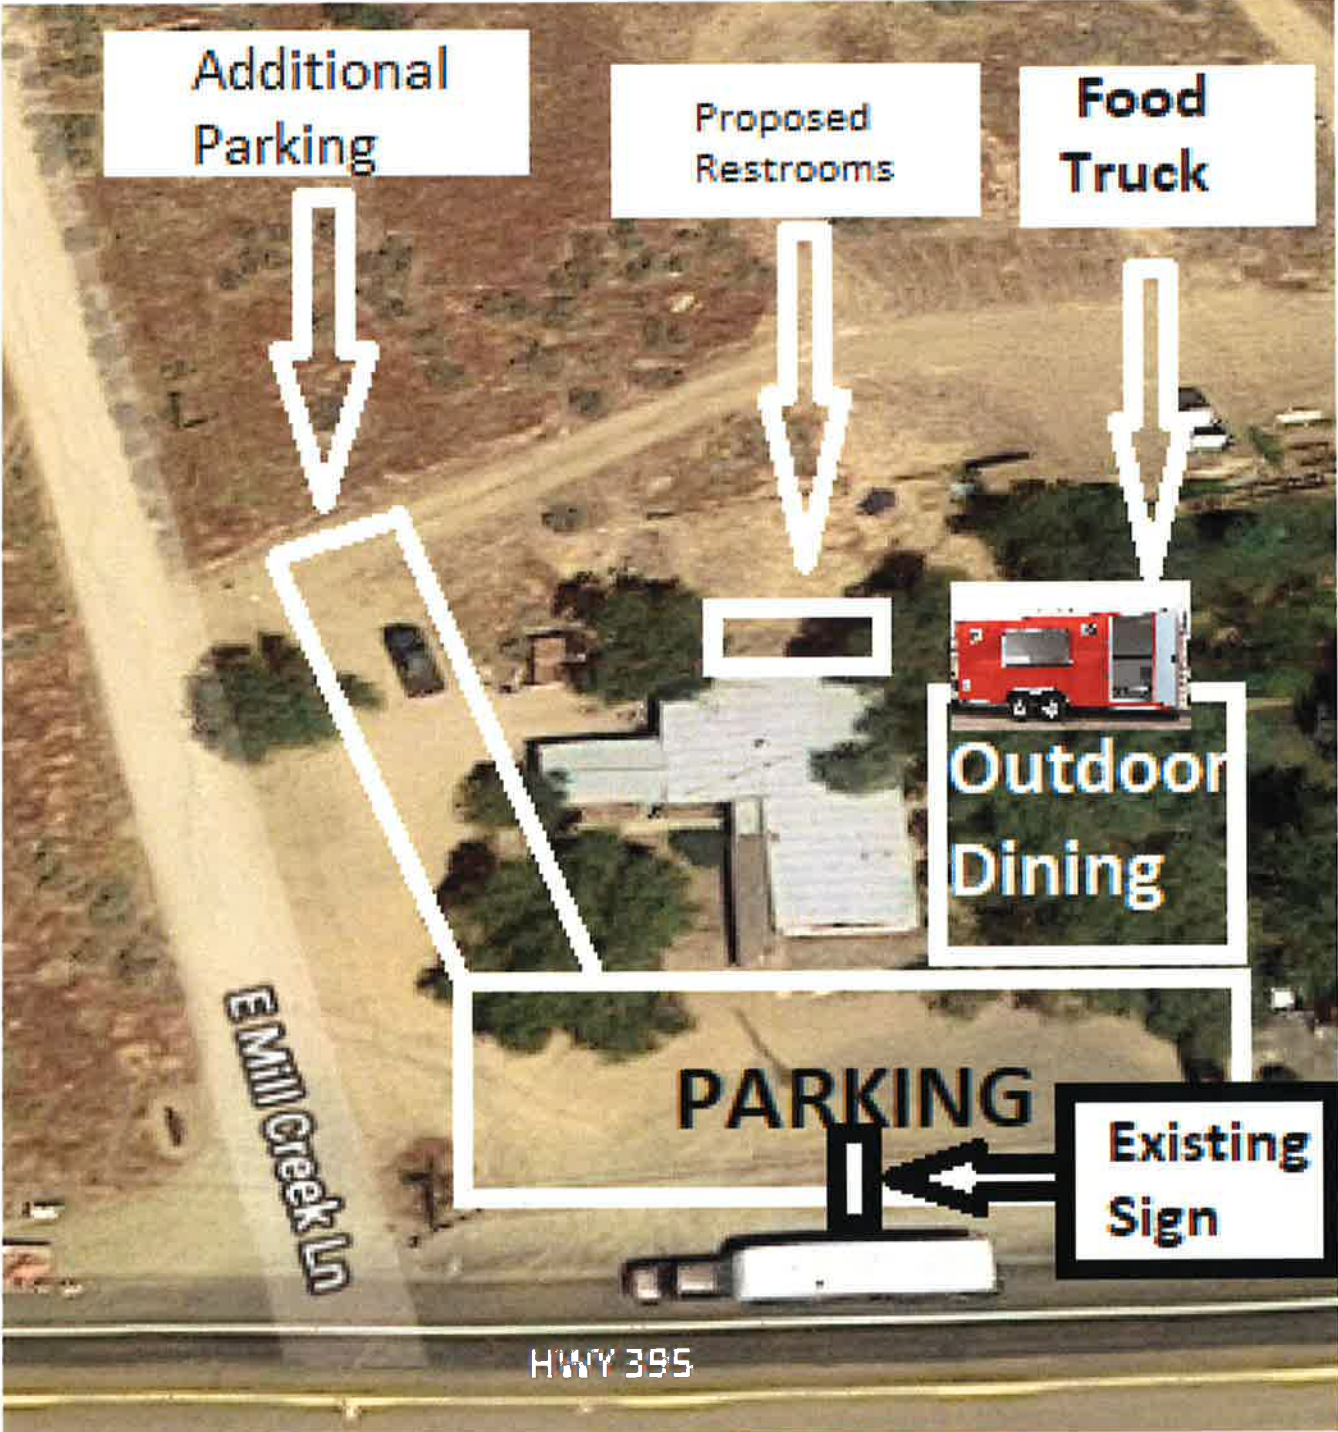 Additional
Parking
Proposed
Restrooms
Food
Truck
Outdoor
Dining
PARKING
Existing
Sign
E Mill Creek Ln
HWY 395